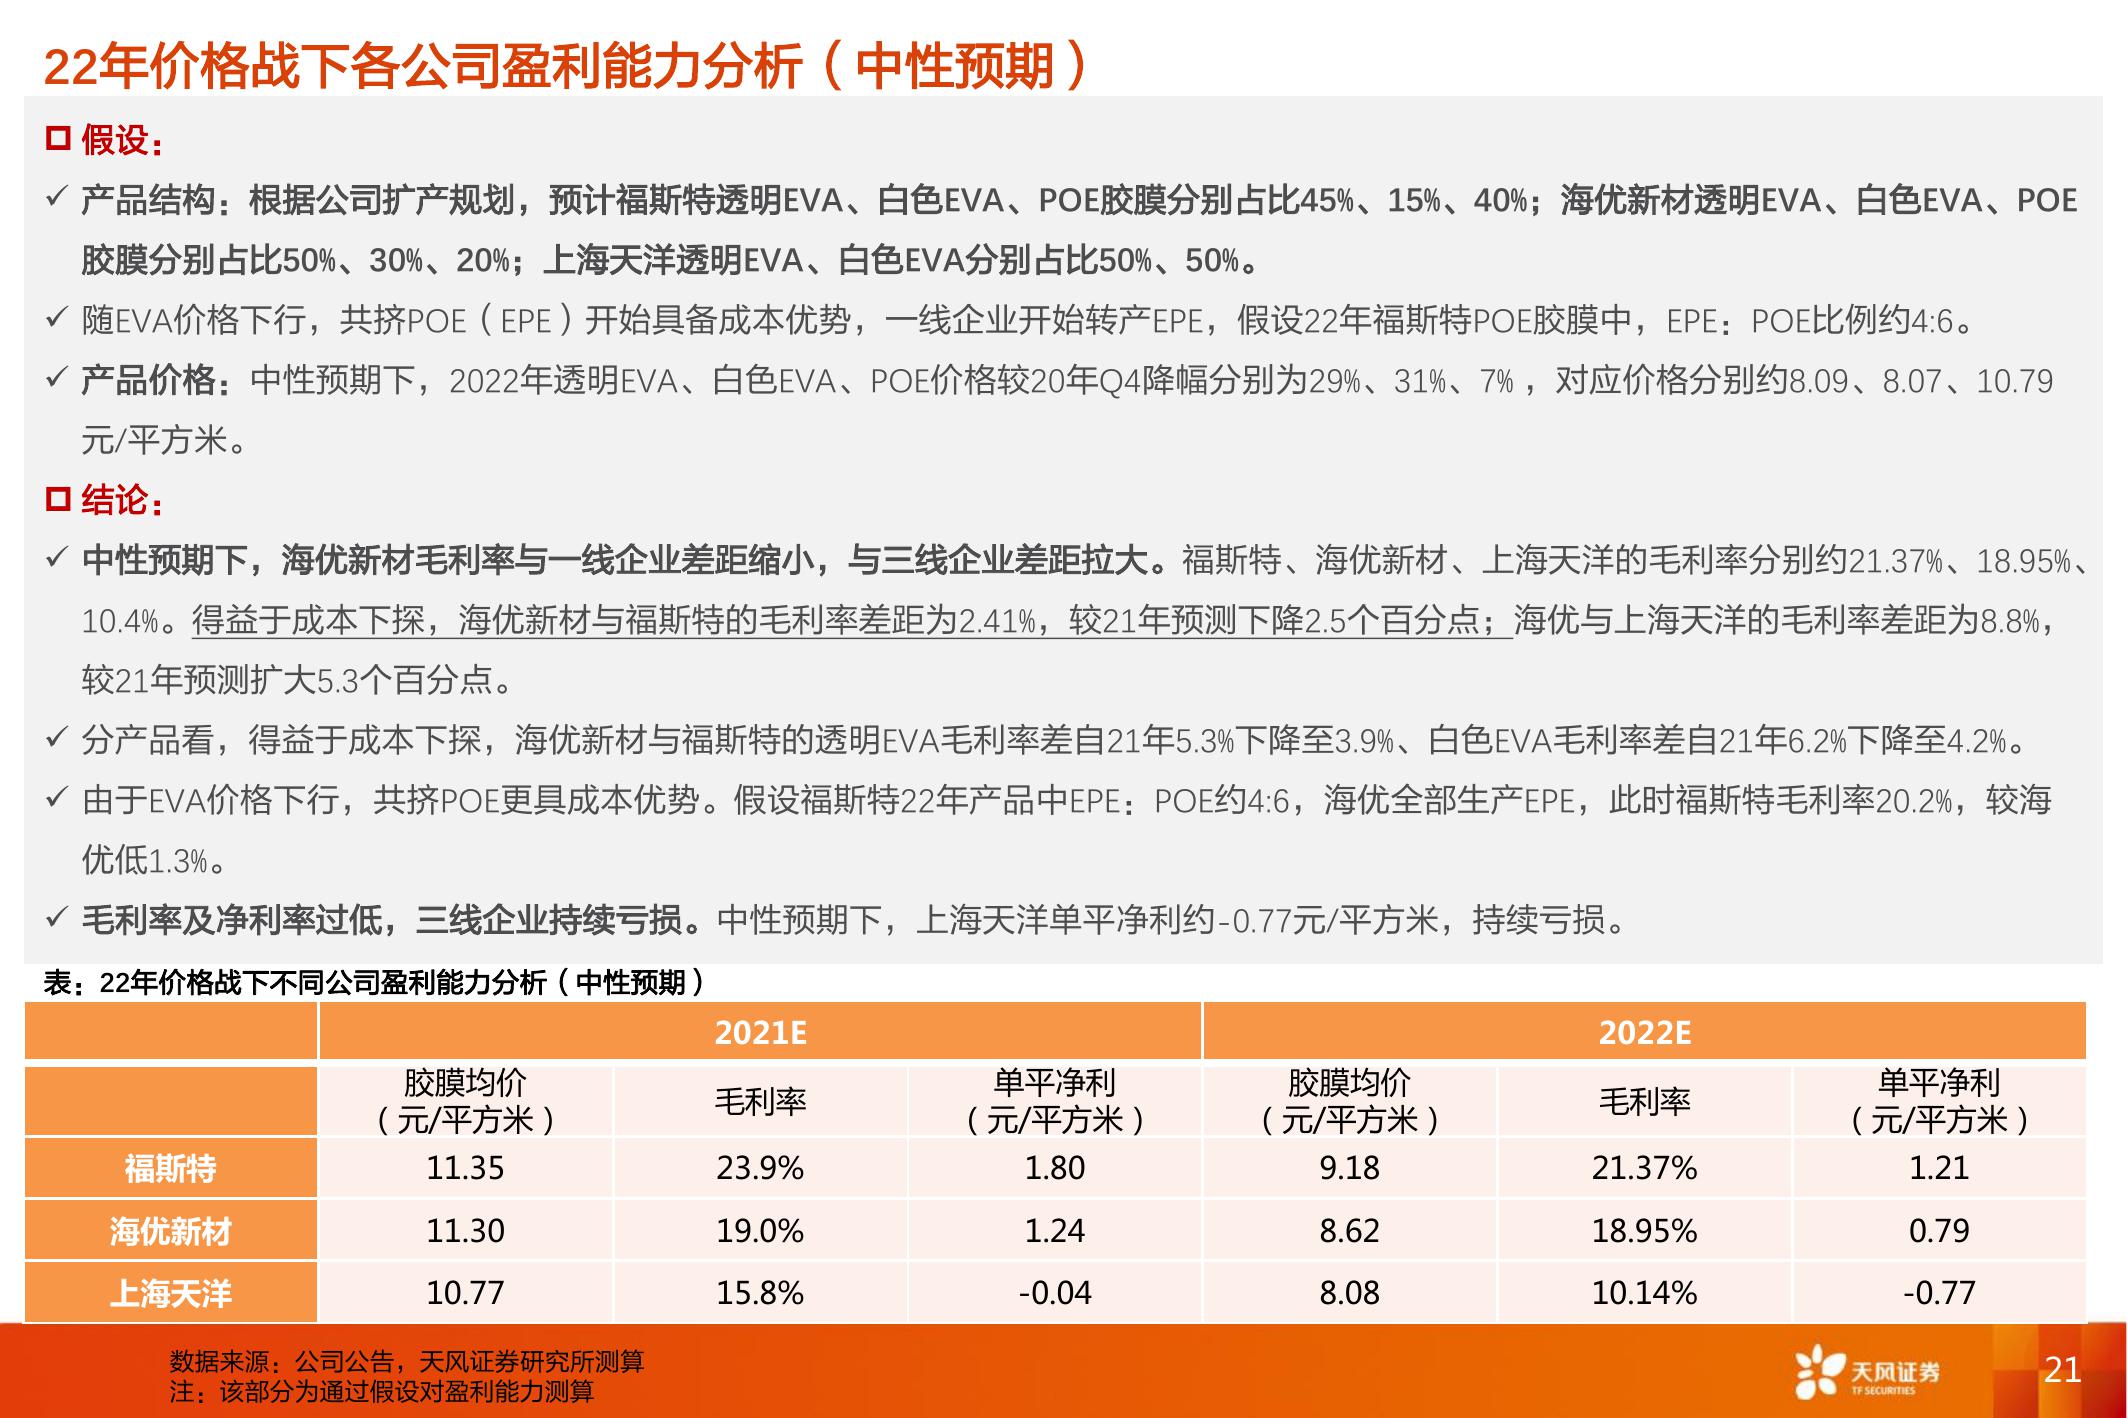 22年价格战下各公司盈利能力分析（中性预期）
假设：
产品结构：根据公司扩产规划，预计福斯特透明EVA、白色EVA、POE胶膜分别占比45%、15%、40%；海优新材透明EVA、白色EVA、POE
胶膜分别占比50%、30%、20%；上海天洋透明EVA、白色EVA分别占比50%、50%。
随EVA价格下行，共挤POE（EPE）开始具备成本优势，一线企业开始转产EPE，假设22年福斯特POE胶膜中，EPE：POE比例约4:6。
产品价格：中性预期下，2022年透明EVA、白色EVA、POE价格较20年Q4降幅分别为29%、31%、7%，对应价格分别约8.09、8.07、10.79
元/平方米。
结论：
中性预期下，海优新材毛利率与一线企业差距缩小，与三线企业差距拉大。福斯特、海优新材、上海天洋的毛利率分别约21.37%、18.95%、
10.4%。得益于成本下探，海优新材与福斯特的毛利率差距为2.41%，较21年预测下降2.5个百分点；海优与上海天洋的毛利率差距为8.8%，
较21年预测扩大5.3个百分点。
分产品看，得益于成本下探，海优新材与福斯特的透明EVA毛利率差自21年5.3%下降至3.9%、白色EVA毛利率差自21年6.2%下降至4.2%。
由于EVA价格下行，共挤POE更具成本优势。假设福斯特22年产品中EPE：POE约4:6，海优全部生产EPE，此时福斯特毛利率20.2%，较海
优低1.3%。
毛利率及净利率过低，三线企业持续亏损。中性预期下，上海天洋单平净利约-0.77元/平方米，持续亏损。
表：22年价格战下不同公司盈利能力分析（中性预期）
2021E 2022E
胶膜均价（元/平方米） 毛利率 单平净利（元/平方米） 胶膜均价（元/平方米） 毛利率 单平净利（元/平方米）
福斯特 11.35 23.9% 1.80 9.18 21.37% 1.21
海优新材 11.30 19.0% 1.24 8.62 18.95% 0.79
上海天洋 10.77 15.8% -0.04 8.08 10.14% -0.77
数据来源：公司公告，天风证券研究所测算
注：该部分为通过假设对盈利能力测算
天风证券
TF SECURITIES
21